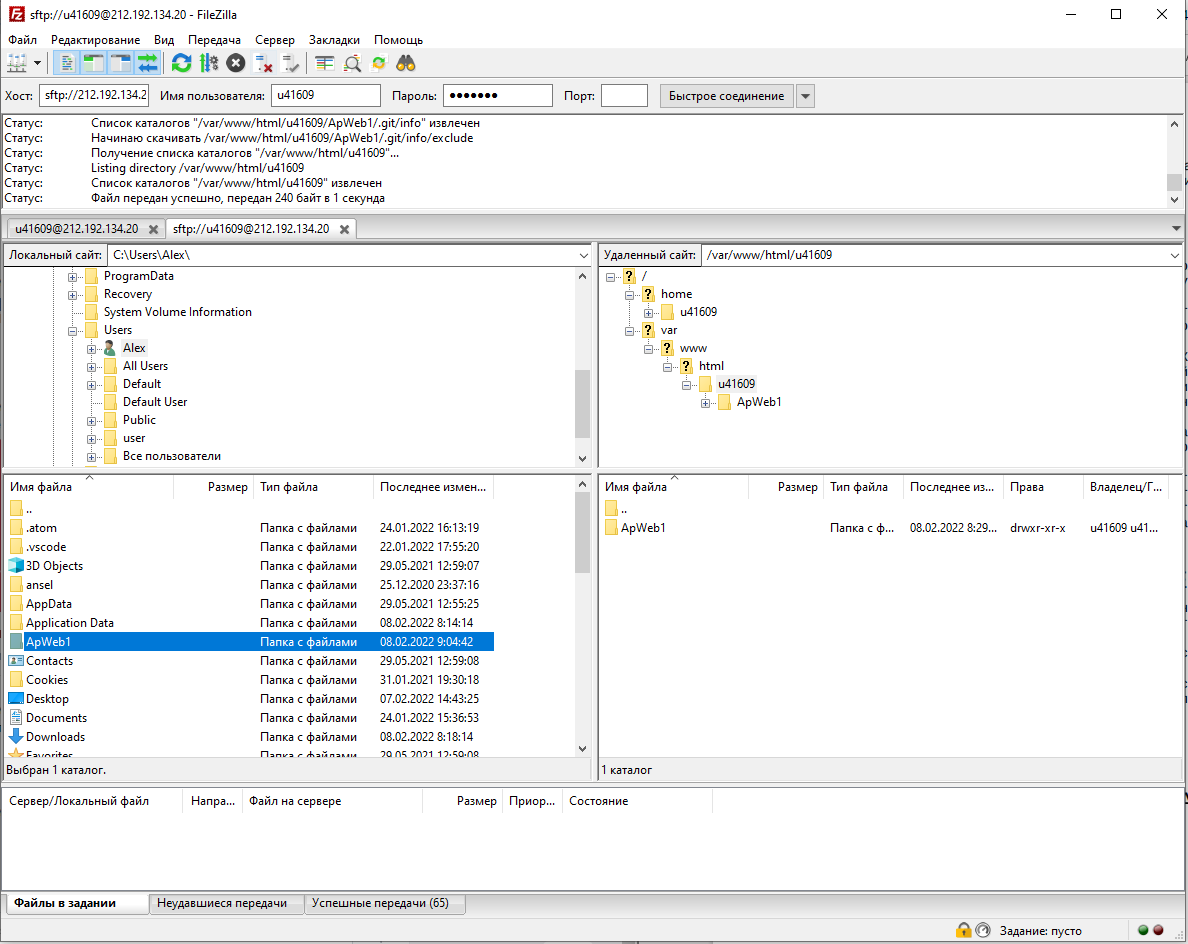 sftp://u41609@212.192.134.20 - FileZilla
Файл Редактирование Вид Передача Сервер Закладки Помощь
Хост: sftp://212.192.134.2 Имя пользователя: u41609 Пароль: ●●●●●●● Порт: Быстрое соединение
Статус: Список каталогов "/var/www/html/u41609/ApWeb1/.git/info" извлечен
Статус: Начинаю скачивать /var/www/html/u41609/ApWeb1/.git/info/exclude
Статус: Получение списка каталогов "/var/www/html/u41609"...
Статус: Listing directory /var/www/html/u41609
Статус: Список каталогов "/var/www/html/u41609" извлечен
Статус: Файл передан успешно, передан 240 байт в 1 секунда
u41609@212.192.134.20 sftp://u41609@212.192.134.20
Локальный сайт: C:\Users\Alex\
ProgramData
Recovery
System Volume Information
Users
Alex
All Users
Default
Default User
Public
user
Все пользователи
Удаленный сайт: /var/www/html/u41609
/
home
u41609
var
www
html
u41609
ApWeb1
Имя файла Размер Тип файла Последнее измен...
..
.atom Папка с файлами 24.01.2022 16:13:19
.vscode Папка с файлами 22.01.2022 17:55:20
3D Objects Папка с файлами 29.05.2021 12:59:07
ansel Папка с файлами 25.12.2020 23:37:16
AppData Папка с файлами 29.05.2021 12:55:25
Application Data Папка с файлами 08.02.2022 8:14:14
ApWeb1 Папка с файлами 08.02.2022 9:04:42
Contacts Папка с файлами 29.05.2021 12:59:08
Cookies Папка с файлами 31.01.2021 19:30:18
Desktop Папка с файлами 07.02.2022 14:43:25
Documents Папка с файлами 24.01.2022 15:36:53
Downloads Папка с файлами 08.02.2022 8:18:14
Favorites Папка с файлами 29.05.2021 12:59:08
Выбран 1 каталог.
Имя файла Размер Тип файла Последнее из... Права Владелец/Г...
..
ApWeb1 Папка с ф... 08.02.2022 8:29... drwxr-xr-x u41609 u41...
1 каталог
Сервер/Локальный файл Напра... Файл на сервере Размер Приор... Состояние
Файлы в задании Неудавшиеся передачи Успешные передачи (65)
Задание: пусто